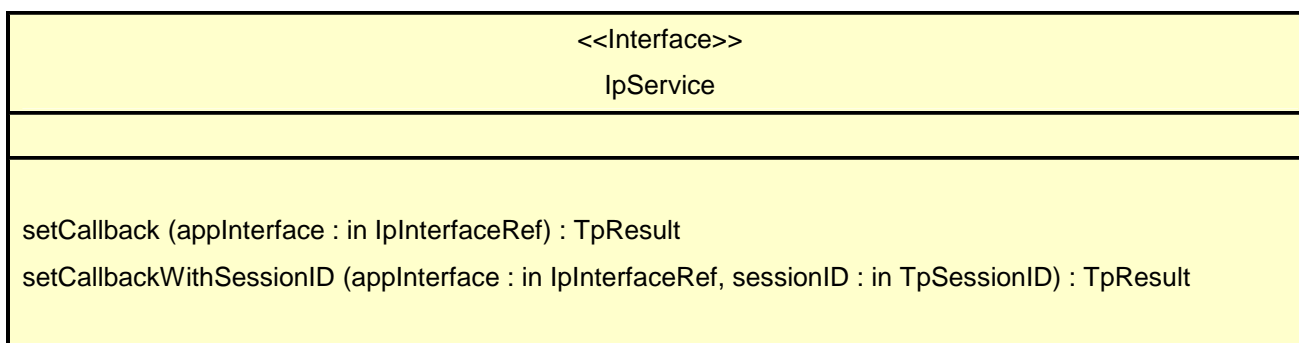 <<Interface>>
IpService
setCallback (appInterface : in IpInterfaceRef) : TpResult
setCallbackWithSessionID (appInterface : in IpInterfaceRef, sessionID : in TpSessionID) : TpResult